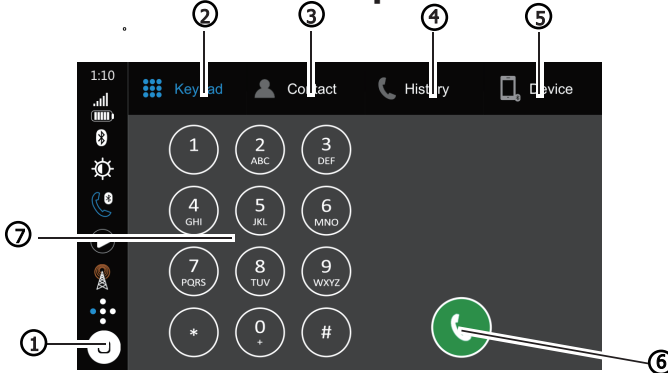 2 3 4 5
1:10
Keypad Contact History Device
1 2 3
ABC DEF
4 5 6
GHI JKL MNO
7
7 8 9
PQRS TUV WXYZ
* 0 #
+
1
6